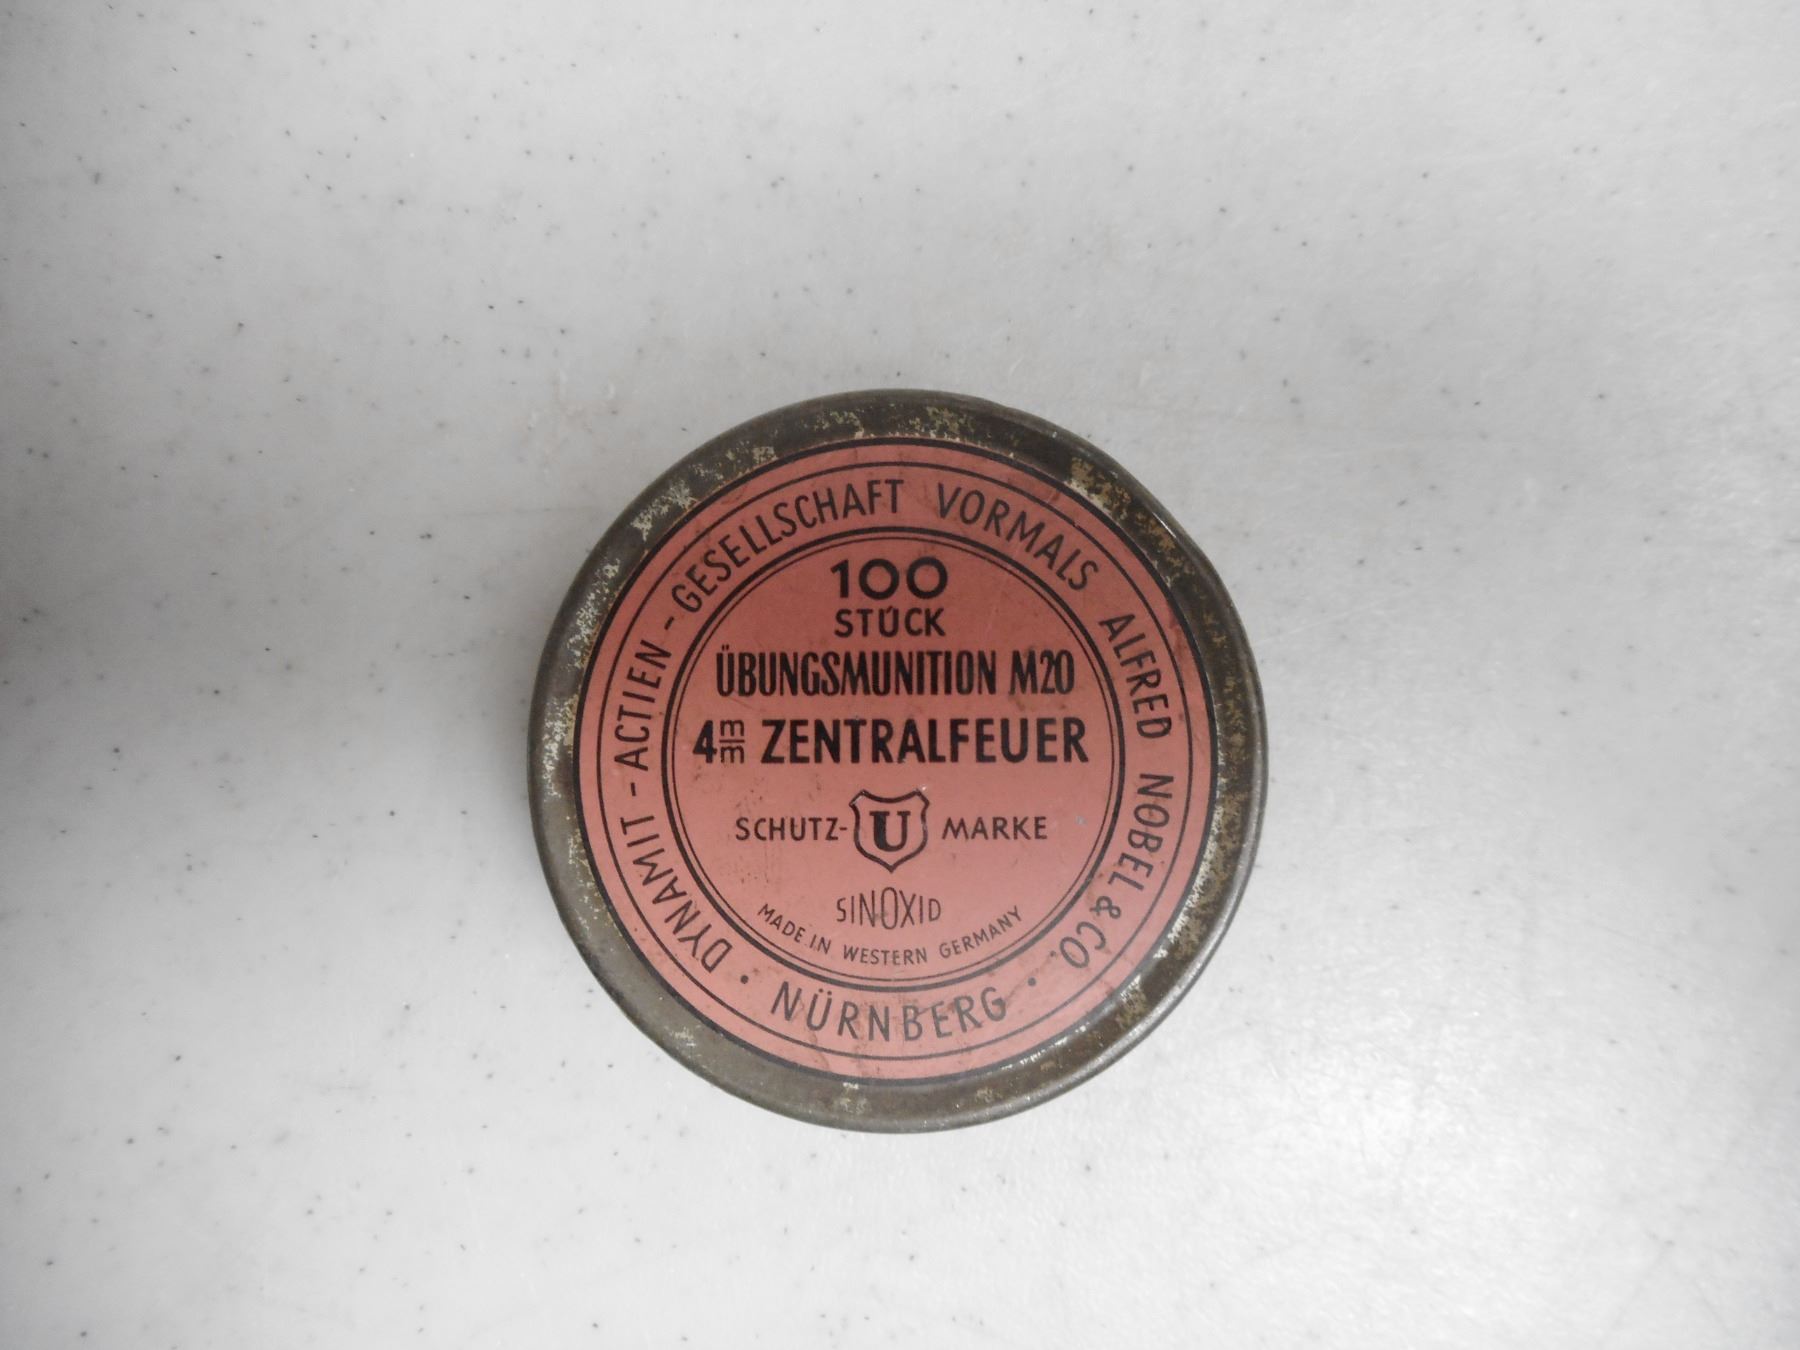 DYNAMIT-ACTIEN-GESELLSCHAFT VORMALS ALFRED NOBEL & CO.
100
STÜCK
ÜBUNGSMUNITION M20
4 m/m ZENTRALFEUER
SCHUTZ- U MARKE
SINOXID
MADE IN WESTERN GERMANY
· NÜRNBERG ·